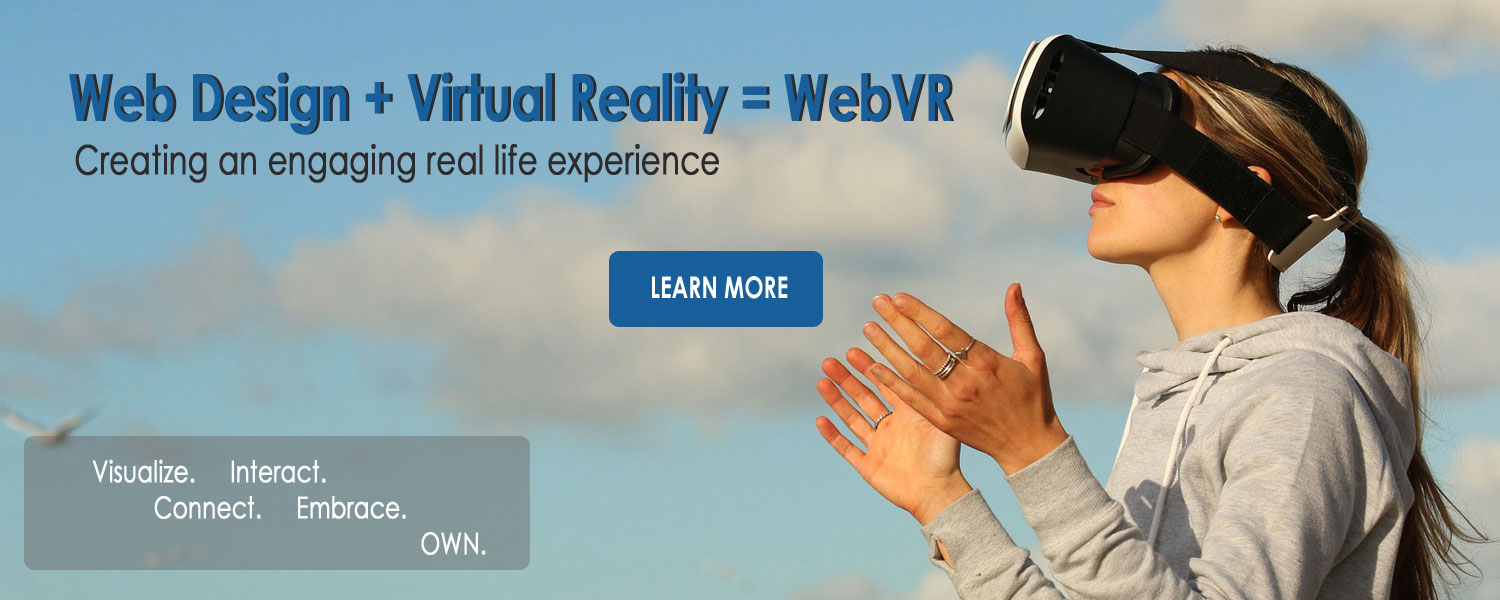 Web Design + Virtual Reality = WebVR
Creating an engaging real life experience
LEARN MORE
Visualize. Interact.
Connect. Embrace.
OWN.